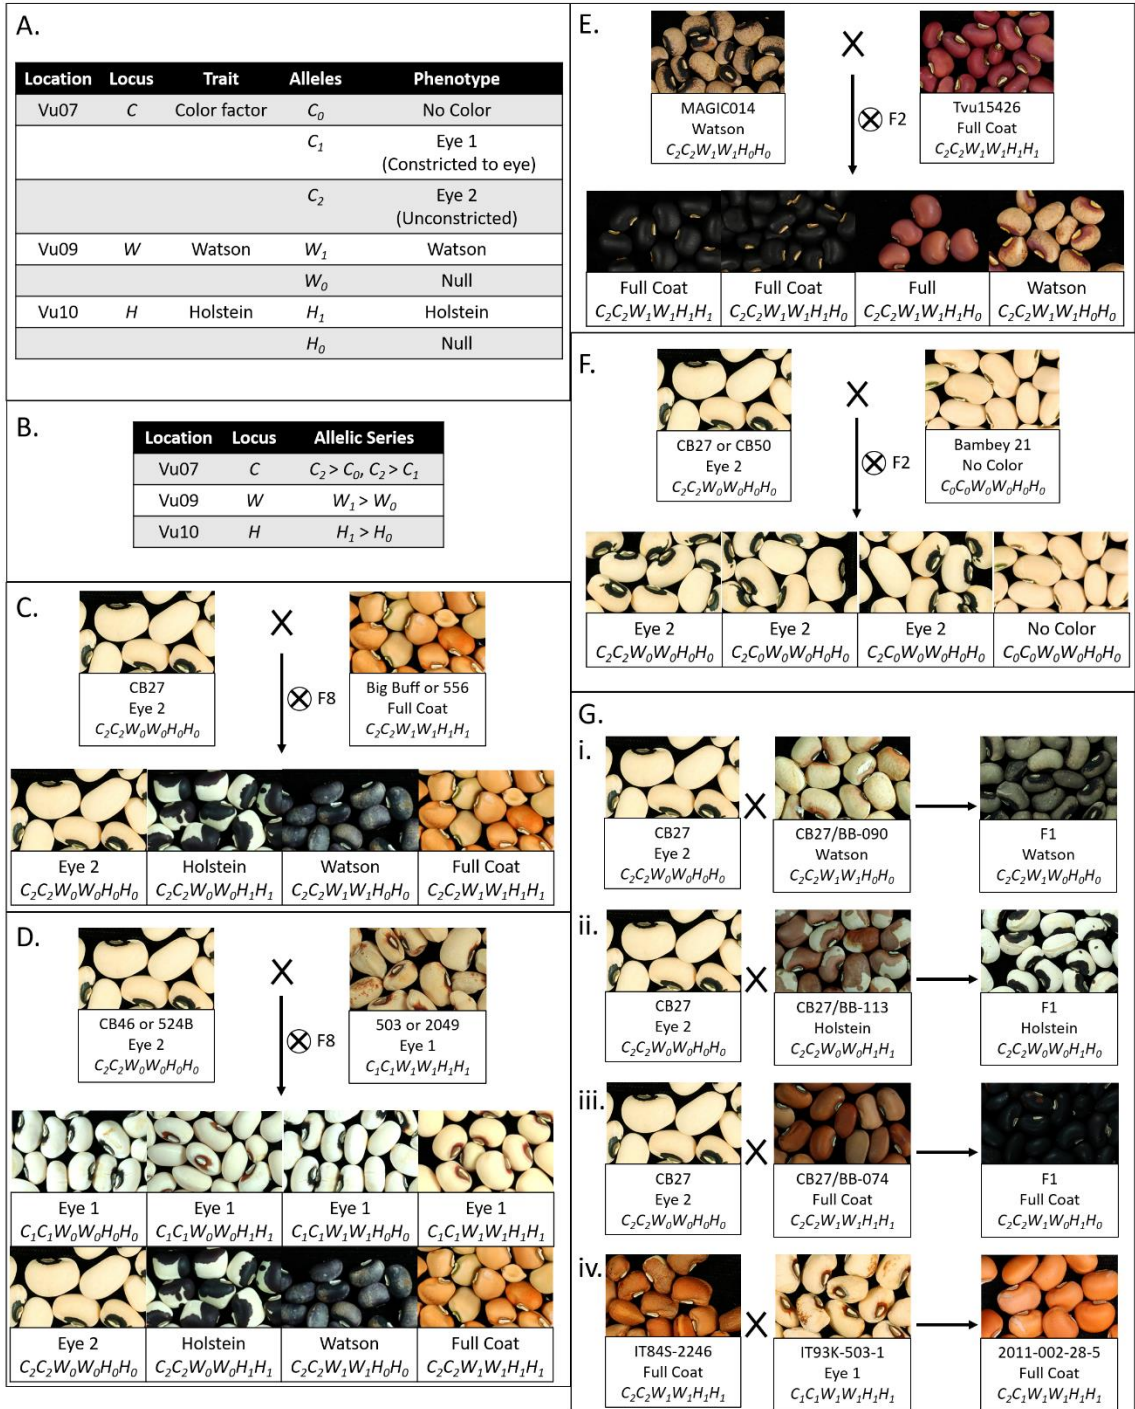 A.
Location Locus Trait Alleles Phenotype
Vu07 C Color factor C₀ No Color
C₁ Eye 1
(Constricted to eye)
C₂ Eye 2
(Unconstricted)
Vu09 W Watson W₁ Watson
W₀ Null
Vu10 H Holstein H₁ Holstein
H₀ Null
B.
Location Locus Allelic Series
Vu07 C C₂ > C₀, C₂ > C₁
Vu09 W W₁ > W₀
Vu10 H H₁ > H₀
C.
X
CB27
Eye 2
C₂C₂W₀W₀H₀H₀
F8
Big Buff or 556
Full Coat
C₂C₂W₁W₁H₁H₁
Eye 2
C₂C₂W₀W₀H₀H₀
Holstein
C₂C₂W₀W₀H₁H₁
Watson
C₂C₂W₁W₁H₀H₀
Full Coat
C₂C₂W₁W₁H₁H₁
D.
X
CB46 or 524B
Eye 2
C₂C₂W₀W₀H₀H₀
F8
503 or 2049
Eye 1
C₁C₁W₁W₁H₁H₁
Eye 1
C₁C₁W₀W₀H₀H₀
Eye 1
C₁C₁W₀W₀H₁H₁
Eye 1
C₁C₁W₁W₁H₀H₀
Eye 1
C₁C₁W₁W₁H₁H₁
Eye 2
C₂C₂W₀W₀H₀H₀
Holstein
C₂C₂W₀W₀H₁H₁
Watson
C₂C₂W₁W₁H₀H₀
Full Coat
C₂C₂W₁W₁H₁H₁
E.
X
MAGIC014
Watson
C₂C₂W₁W₁H₀H₀
F2
Tvu15426
Full Coat
C₂C₂W₁W₁H₁H₁
Full Coat
C₂C₂W₁W₁H₁H₁
Full Coat
C₂C₂W₁W₁H₁H₀
Full
C₂C₂W₁W₁H₁H₀
Watson
C₂C₂W₁W₁H₀H₀
F.
X
CB27 or CB50
Eye 2
C₂C₂W₀W₀H₀H₀
F2
Bambey 21
No Color
C₀C₀W₀W₀H₀H₀
Eye 2
C₂C₂W₀W₀H₀H₀
Eye 2
C₂C₀W₀W₀H₀H₀
Eye 2
C₂C₀W₀W₀H₀H₀
No Color
C₀C₀W₀W₀H₀H₀
G.
i.
X
CB27
Eye 2
C₂C₂W₀W₀H₀H₀
CB27/BB-090
Watson
C₂C₂W₁W₁H₀H₀
F1
Watson
C₂C₂W₁W₀H₀H₀
ii.
X
CB27
Eye 2
C₂C₂W₀W₀H₀H₀
CB27/BB-113
Holstein
C₂C₂W₀W₀H₁H₁
F1
Holstein
C₂C₂W₀W₀H₁H₀
iii.
X
CB27
Eye 2
C₂C₂W₀W₀H₀H₀
CB27/BB-074
Full Coat
C₂C₂W₁W₁H₁H₁
F1
Full Coat
C₂C₂W₁W₀H₁H₀
iv.
X
IT84S-2246
Full Coat
C₂C₂W₁W₁H₁H₁
IT93K-503-1
Eye 1
C₁C₁W₁W₁H₁H₁
2011-002-28-5
Full Coat
C₂C₁W₁W₁H₁H₁